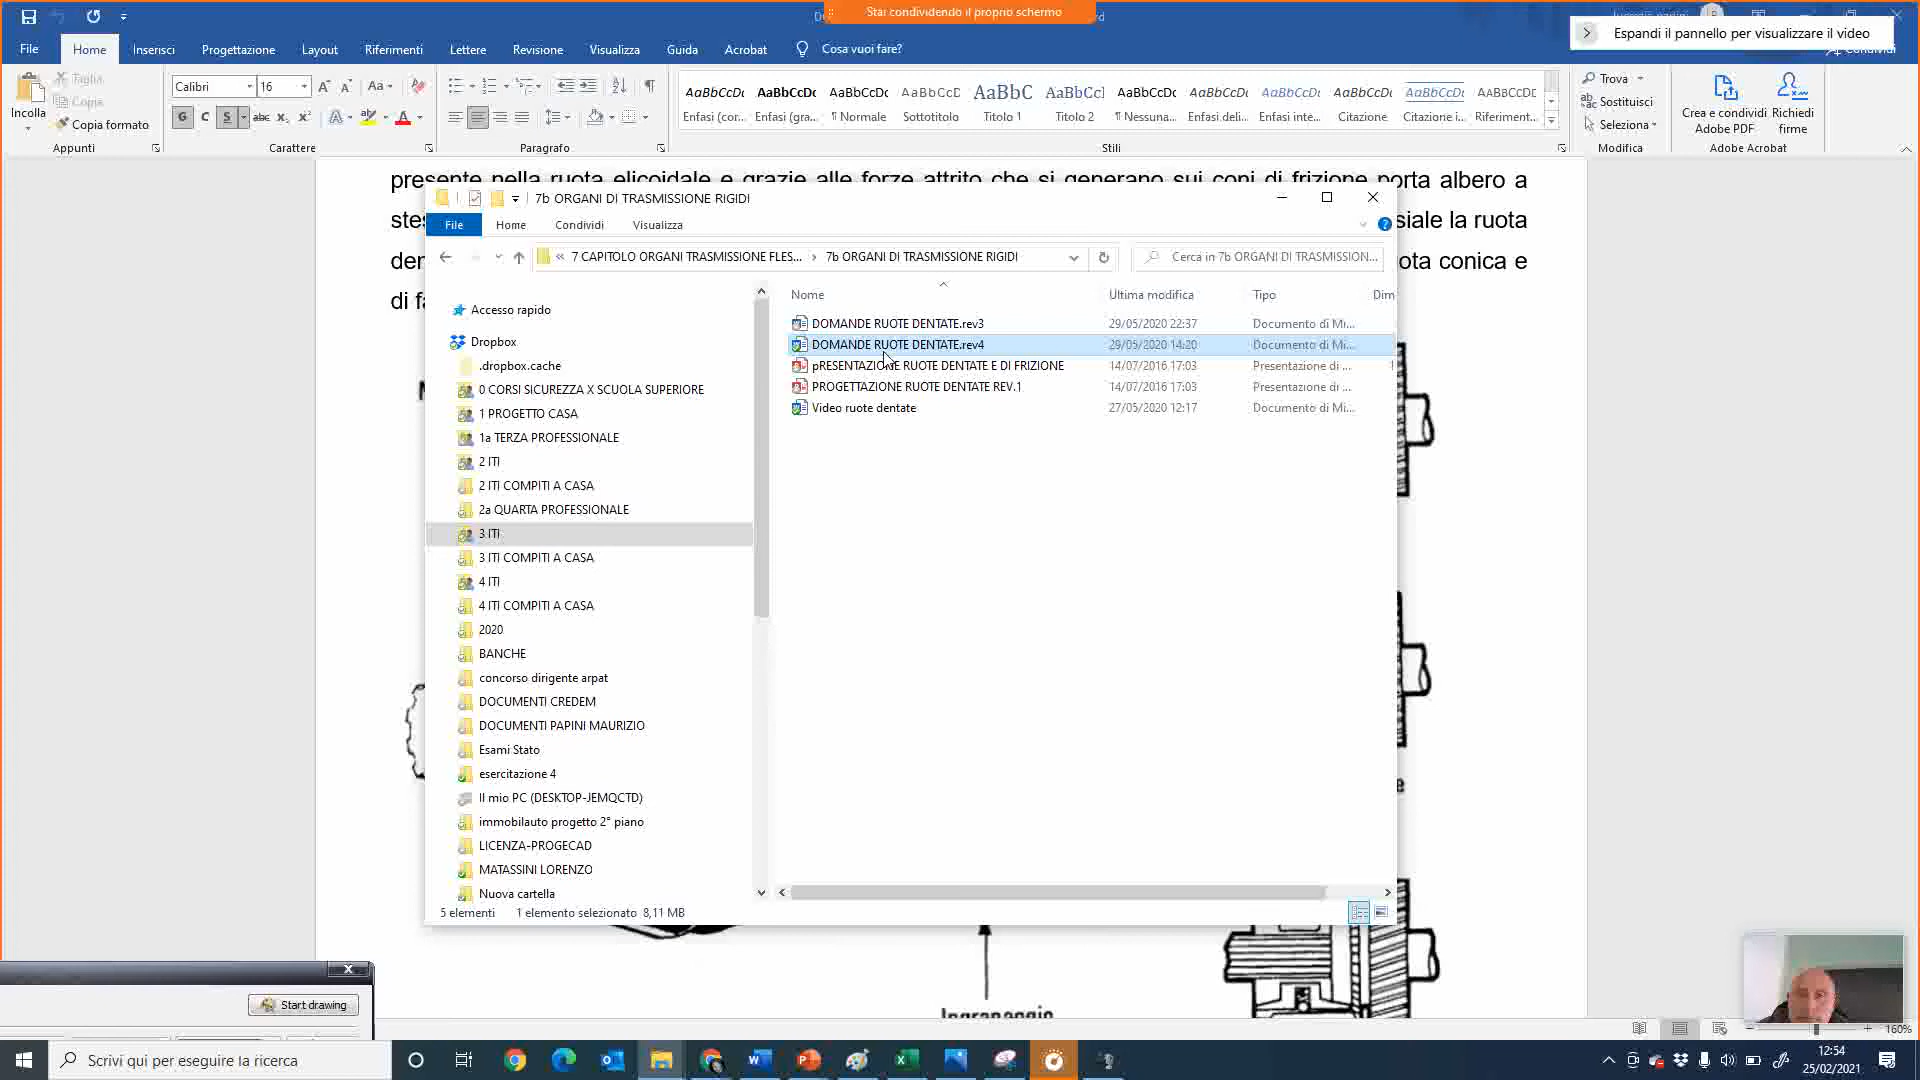 Stai condividendo il proprio schermo
Espandi il pannello per visualizzare il video
File
Home
Inserisci
Progettazione
Layout
Riferimenti
Lettere
Revisione
Visualizza
Guida
Acrobat
Cosa vuoi fare?
Condividi
Incolla
Taglia
Copia
Copia formato
Appunti
Calibri
16
Carattere
Paragrafo
AaBbCcDc
AaBbCcDc
AaBbCcDc
AaBbCcD
AaBbC
AaBbCc
AaBbCcDc
AaBbCcDc
AaBbCcDc
AaBbCcDc
AaBbCcDc
AABBCCDC
Enfasi (cor...
Enfasi (gra...
¶ Normale
Sottotitolo
Titolo 1
Titolo 2
¶ Nessuna...
Enfasi deli...
Enfasi inte...
Citazione
Citazione i...
Riferiment...
Stili
Trova
Sostituisci
Seleziona
Modifica
Crea e condividi
Adobe PDF
Richiedi
firme
Adobe Acrobat
presente nella ruota elicoidale e grazie alle forze attrito che si generano sui coni di frizione porta albero a
siale la ruota
ota conica e
di fa
7b ORGANI DI TRASMISSIONE RIGIDI
File
Home
Condividi
Visualizza
« 7 CAPITOLO ORGANI TRASMISSIONE FLES... › 7b ORGANI DI TRASMISSIONE RIGIDI
Cerca in 7b ORGANI DI TRASMISSION...
Nome
Ultima modifica
Tipo
Dim
DOMANDE RUOTE DENTATE.rev3 29/05/2020 22:37 Documento di Mi...
DOMANDE RUOTE DENTATE.rev4 29/05/2020 14:20 Documento di Mi...
pRESENTAZIONE RUOTE DENTATE E DI FRIZIONE 14/07/2016 17:03 Presentazione di ...
PROGETTAZIONE RUOTE DENTATE REV.1 14/07/2016 17:03 Presentazione di ...
Video ruote dentate 27/05/2020 12:17 Documento di Mi...
Accesso rapido
Dropbox
.dropbox.cache
0 CORSI SICUREZZA X SCUOLA SUPERIORE
1 PROGETTO CASA
1a TERZA PROFESSIONALE
2 ITI
2 ITI COMPITI A CASA
2a QUARTA PROFESSIONALE
3 ITI
3 ITI COMPITI A CASA
4 ITI
4 ITI COMPITI A CASA
2020
BANCHE
concorso dirigente arpat
DOCUMENTI CREDEM
DOCUMENTI PAPINI MAURIZIO
Esami Stato
esercitazione 4
Il mio PC (DESKTOP-JEMQCTD)
immobilauto progetto 2° piano
LICENZA-PROGECAD
MATASSINI LORENZO
Nuova cartella
5 elementi
1 elemento selezionato 8,11 MB
Ingranaggio
Start drawing
160%
Scrivi qui per eseguire la ricerca
12:54
25/02/2021